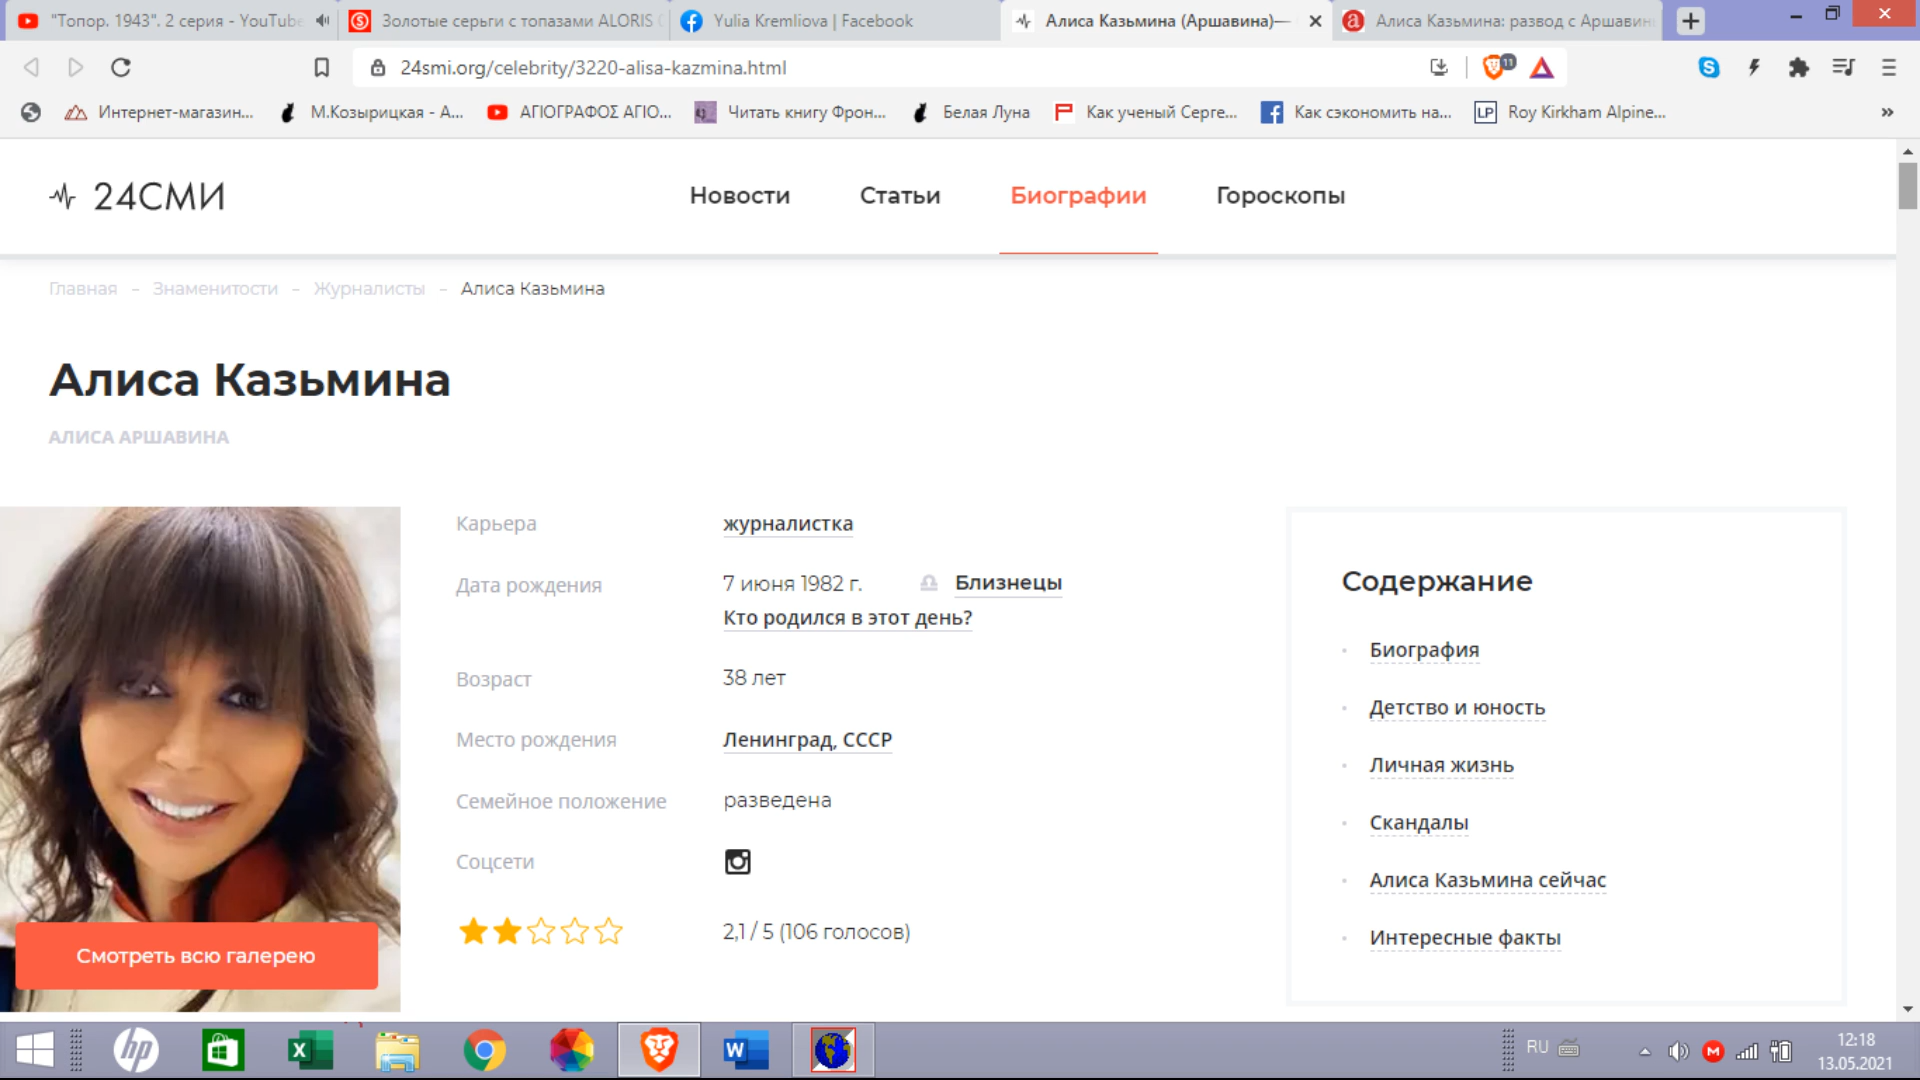 "Топор. 1943". 2 серия - YouTube
Золотые серьги с топазами ALORIS
Yulia Kremliova | Facebook
Алиса Казьмина (Аршавина)—
Алиса Казьмина: развод с Аршавин
24smi.org/celebrity/3220-alisa-kazmina.html
11
Интернет-магазин...
М.Козырицкая - А...
ΑΓΙΟΓΡΑΦΟΣ ΑΓΙΟ...
Читать книгу Фрон...
Белая Луна
Как ученый Серге...
Как сэкономить на...
LP
Roy Kirkham Alpine...
24СМИ
Новости
Статьи
Биографии
Гороскопы
Главная – Знаменитости – Журналисты – Алиса Казьмина
Алиса Казьмина
АЛИСА АРШАВИНА
Карьера журналистка
Дата рождения 7 июня 1982 г. Близнецы
Кто родился в этот день?
Возраст 38 лет
Место рождения Ленинград, СССР
Семейное положение разведена
Соцсети
2,1 / 5 (106 голосов)
Смотреть всю галерею
Содержание
Биография
Детство и юность
Личная жизнь
Скандалы
Алиса Казьмина сейчас
Интересные факты
hp
RU
12:18
13.05.2021